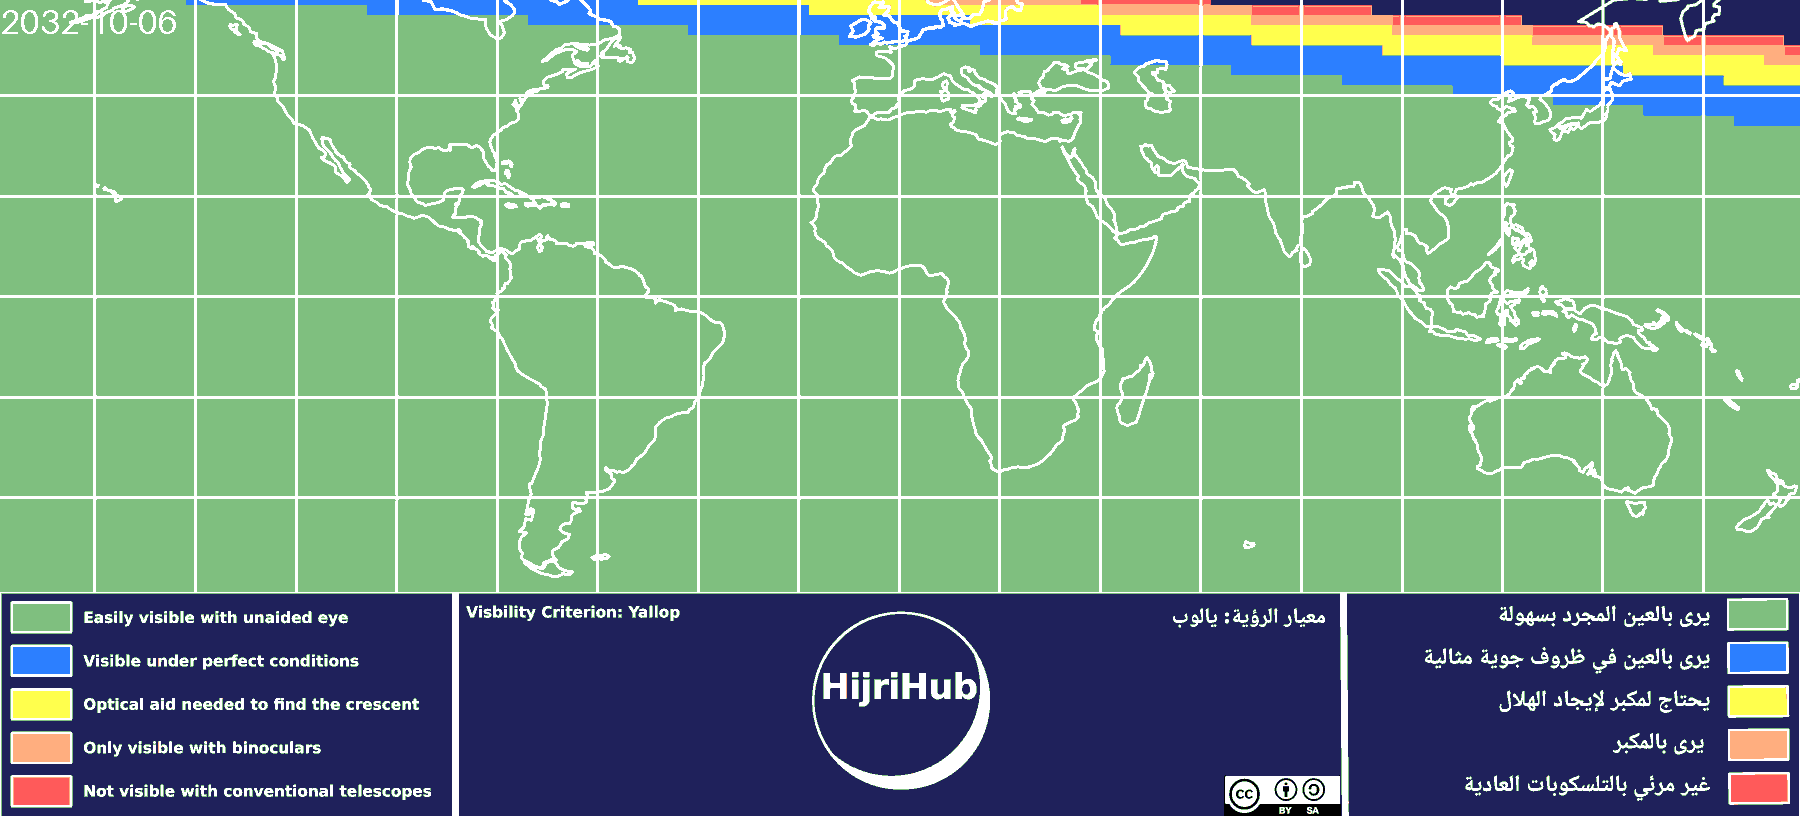 2032-10-06
Easily visible with unaided eye
Visible under perfect conditions
Optical aid needed to find the crescent
Only visible with binoculars
Not visible with conventional telescopes
Visbility Criterion: Yallop
معيار الرؤية: يالوب
HijriHub
cc
BY SA
يرى بالعين المجرد بسهولة
يرى بالعين في ظروف جوية مثالية
يحتاج لمكبر لإيجاد الهلال
يرى بالمكبر
غير مرئي بالتلسكوبات العادية